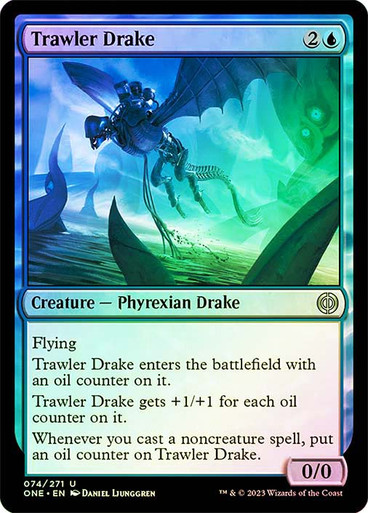 Trawler Drake 2
Creature — Phyrexian Drake
Flying
Trawler Drake enters the battlefield with
an oil counter on it.
Trawler Drake gets +1/+1 for each oil
counter on it.
Whenever you cast a noncreature spell, put
an oil counter on Trawler Drake.
0/0
074/271 U
ONE • EN Daniel Ljunggren
™ & © 2023 Wizards of the Coast